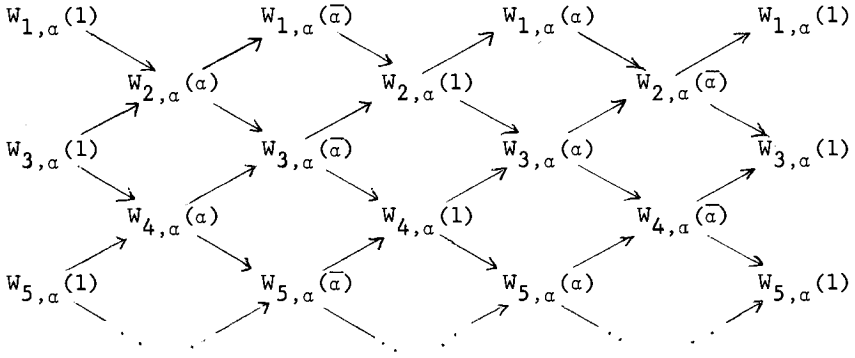 W1,α(1) W1,α(ᾱ) W1,α(α) W1,α(1)
W2,α(α) W2,α(1) W2,α(ᾱ)
W3,α(1) W3,α(ᾱ) W3,α(α) W3,α(1)
W4,α(α) W4,α(1) W4,α(ᾱ)
W5,α(1) W5,α(ᾱ) W5,α(α) W5,α(1)